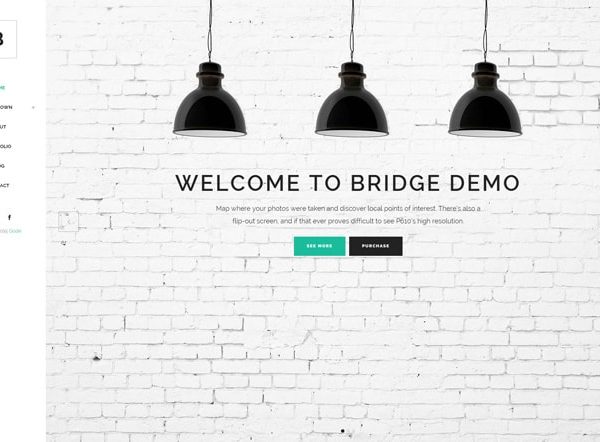 B
ME
OWN
UT
OLIO
OG
ACT
WELCOME TO BRIDGE DEMO
Map where your photos were taken and discover local points of interest. There's also a
flip-out screen, and if that ever proves difficult to see P610's high resolution.
SEE MORE
PURCHASE